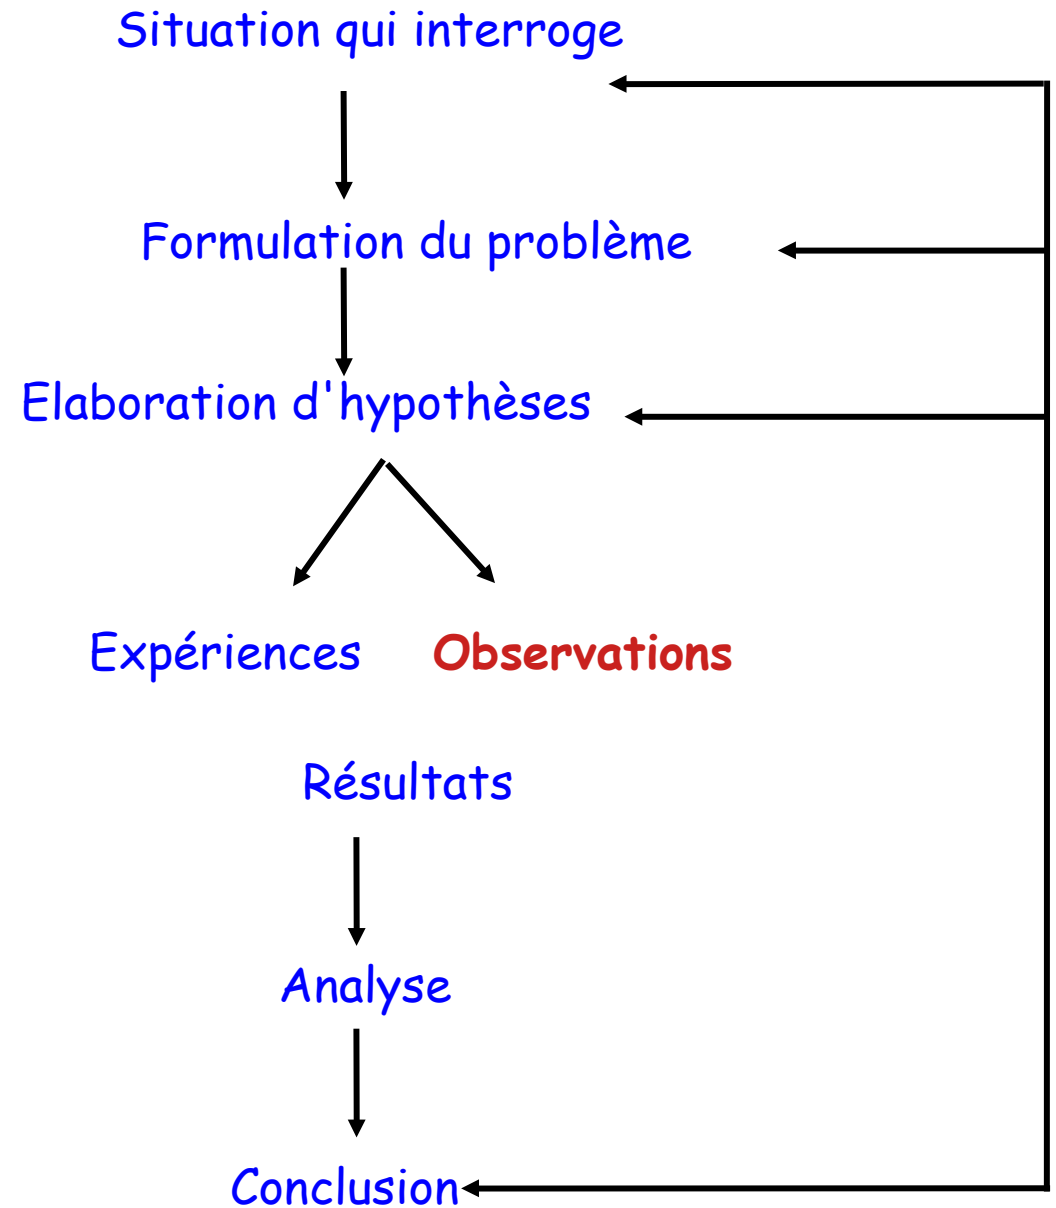 Situation qui interroge
Formulation du problème
Elaboration d'hypothèses
Expériences Observations
Résultats
Analyse
Conclusion